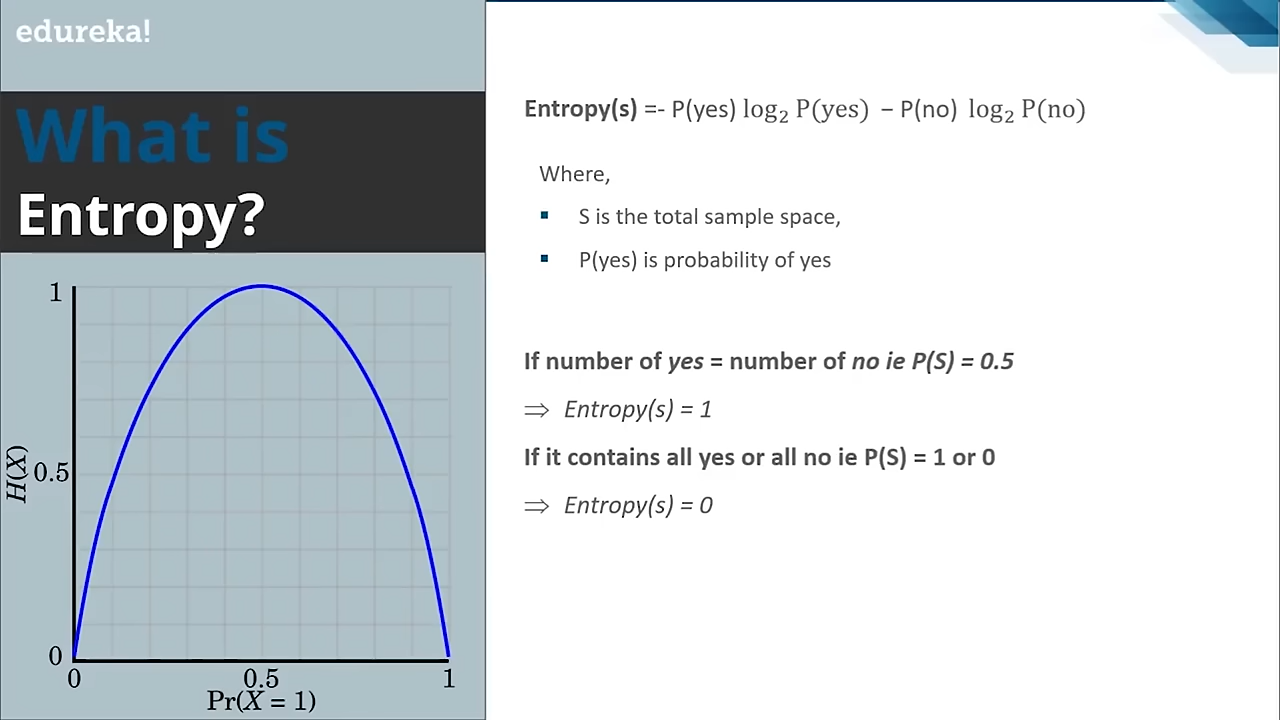 edureka!
What is
Entropy?
1
H(X)
0.5
0
0 0.5 1
Pr(X = 1)
Entropy(s) =- P(yes) log₂ P(yes) − P(no) log₂ P(no)
Where,
▪ S is the total sample space,
▪ P(yes) is probability of yes
If number of yes = number of no ie P(S) = 0.5
⇒ Entropy(s) = 1
If it contains all yes or all no ie P(S) = 1 or 0
⇒ Entropy(s) = 0